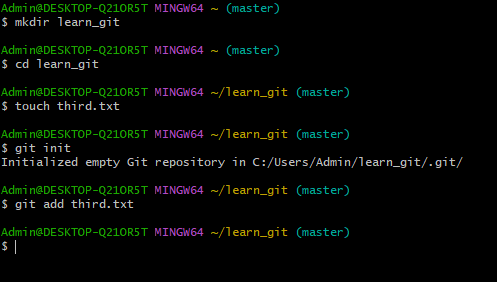 Admin@DESKTOP-Q21OR5T MINGW64 ~ (master)
$ mkdir learn_git
Admin@DESKTOP-Q21OR5T MINGW64 ~ (master)
$ cd learn_git
Admin@DESKTOP-Q21OR5T MINGW64 ~/learn_git (master)
$ touch third.txt
Admin@DESKTOP-Q21OR5T MINGW64 ~/learn_git (master)
$ git init
Initialized empty Git repository in C:/Users/Admin/learn_git/.git/
Admin@DESKTOP-Q21OR5T MINGW64 ~/learn_git (master)
$ git add third.txt
Admin@DESKTOP-Q21OR5T MINGW64 ~/learn_git (master)
$